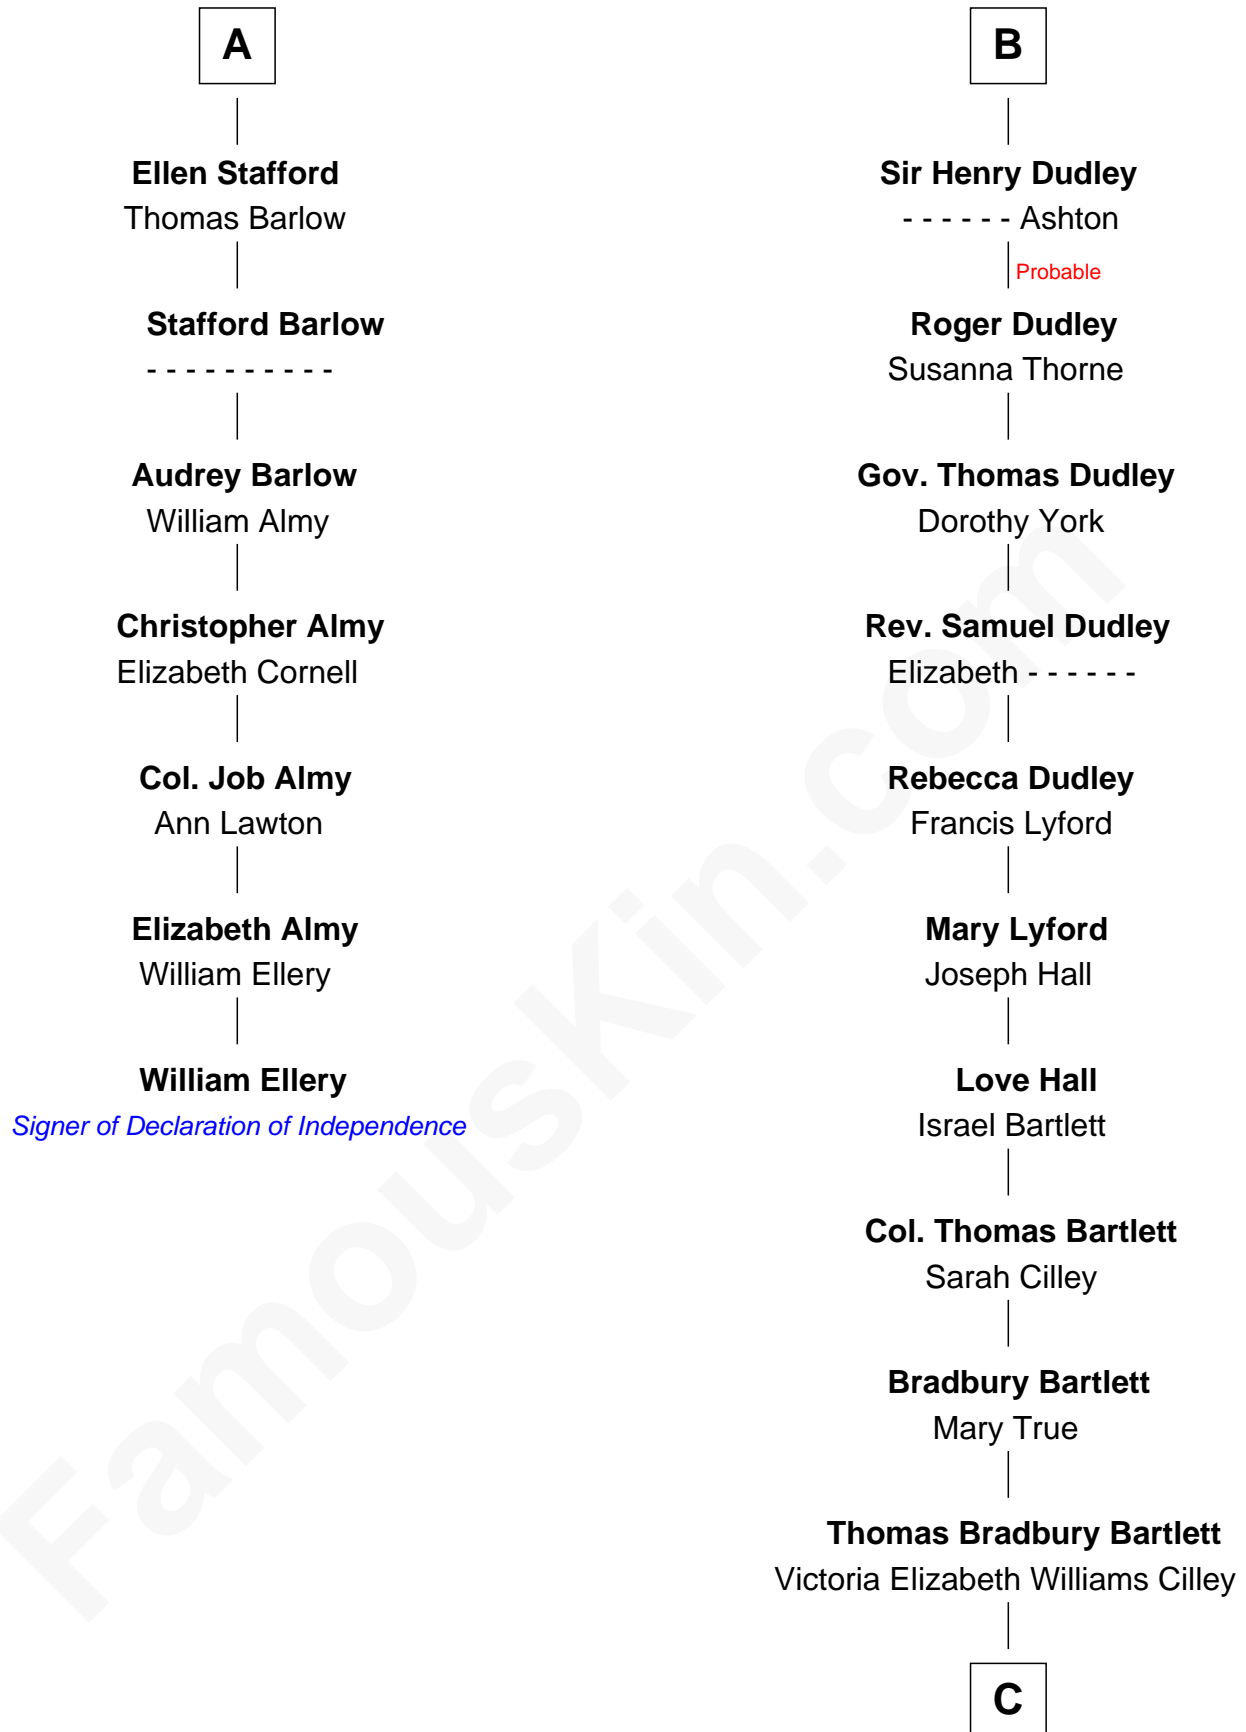 A
Ellen Stafford
Thomas Barlow
Stafford Barlow
- - - - - - - - - -
Audrey Barlow
William Almy
Christopher Almy
Elizabeth Cornell
Col. Job Almy
Ann Lawton
Elizabeth Almy
William Ellery
William Ellery
Signer of Declaration of Independence
B
Sir Henry Dudley
- - - - - - Ashton
Probable
Roger Dudley
Susanna Thorne
Gov. Thomas Dudley
Dorothy York
Rev. Samuel Dudley
Elizabeth - - - - - -
Rebecca Dudley
Francis Lyford
Mary Lyford
Joseph Hall
Love Hall
Israel Bartlett
Col. Thomas Bartlett
Sarah Cilley
Bradbury Bartlett
Mary True
Thomas Bradbury Bartlett
Victoria Elizabeth Williams Cilley
C
FamousKin.com